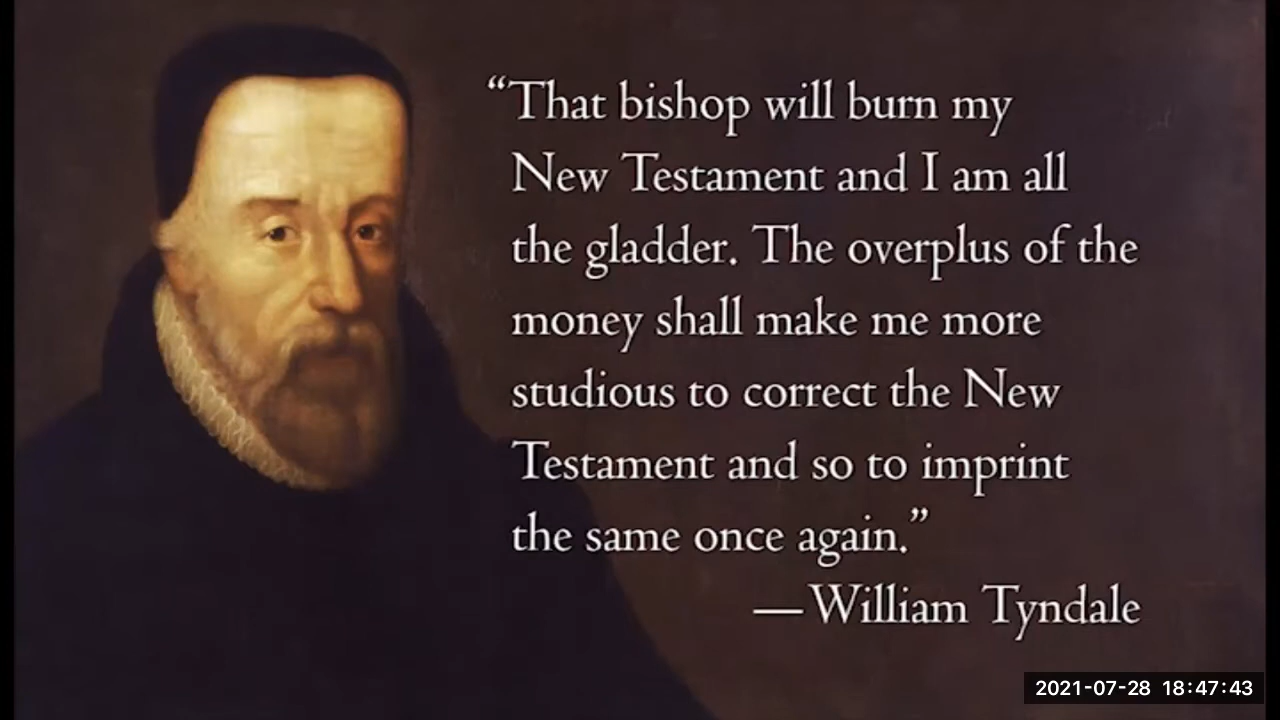 “That bishop will burn my
New Testament and I am all
the gladder. The overplus of the
money shall make me more
studious to correct the New
Testament and so to imprint
the same once again.”
— William Tyndale
2021-07-28 18:47:43